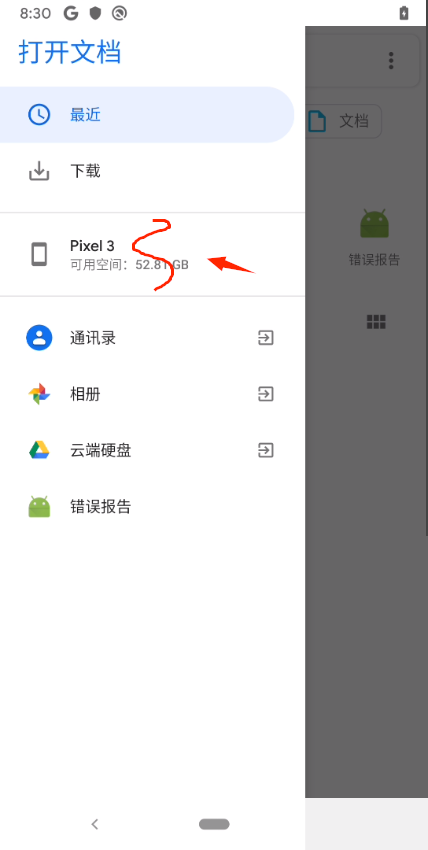 8:30
打开文档
最近
文档
下载
Pixel 3
可用空间：52.81 GB
错误报告
通讯录
相册
云端硬盘
错误报告